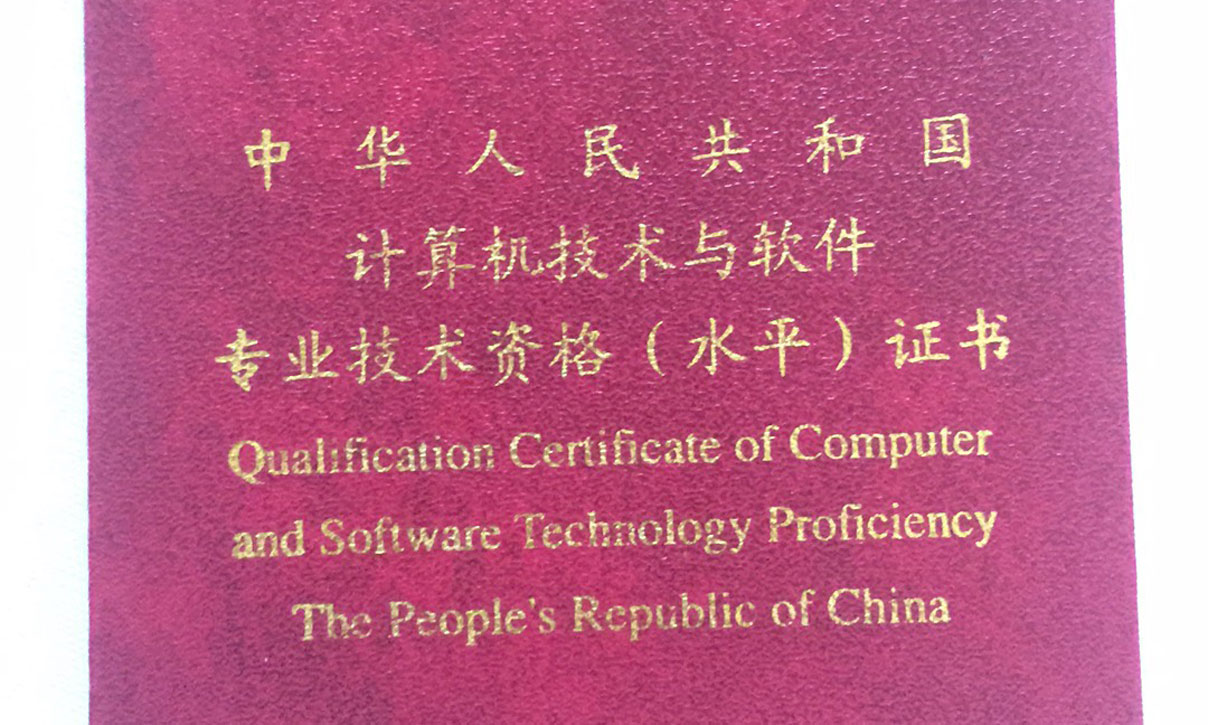 中华人民共和国
计算机技术与软件
专业技术资格（水平）证书
Qualification Certificate of Computer
and Software Technology Proficiency
The People's Republic of China